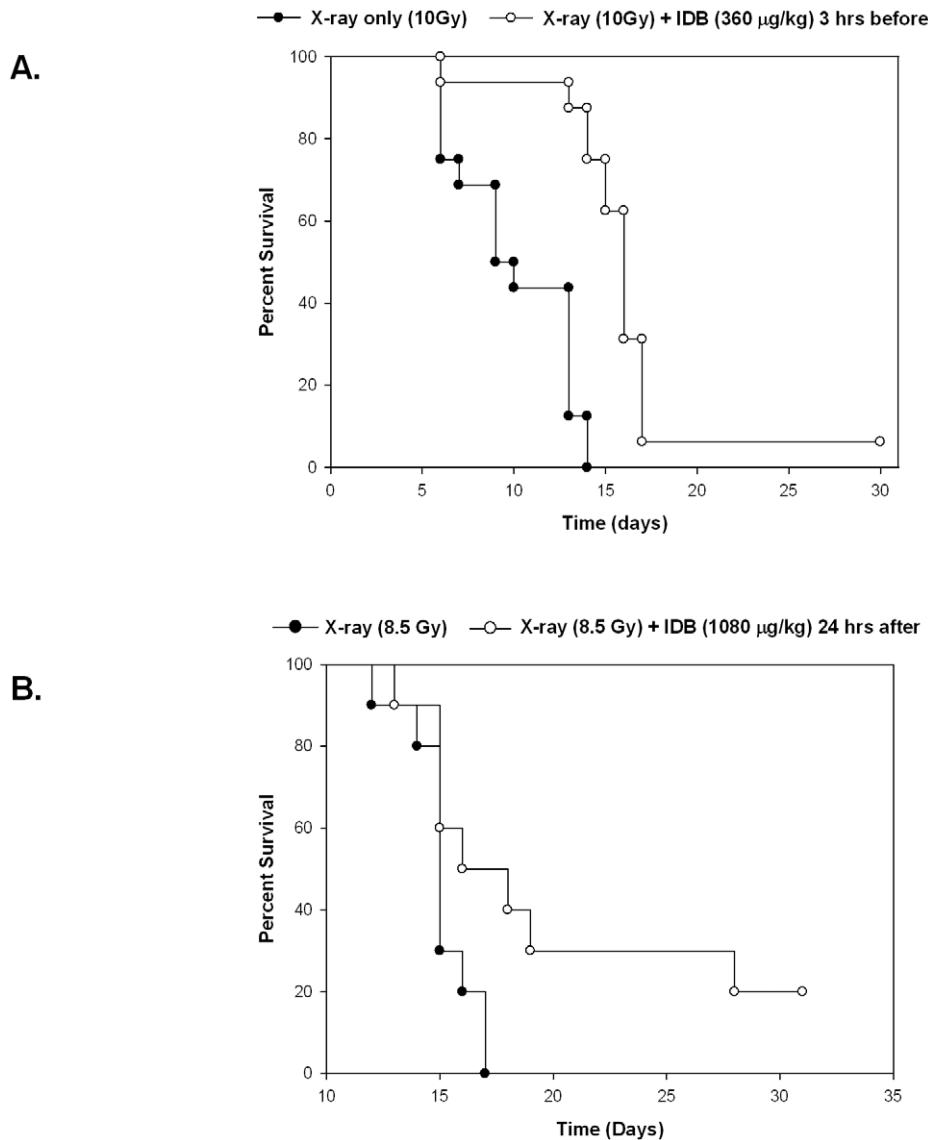 X-ray only (10Gy) X-ray (10Gy) + IDB (360 µg/kg) 3 hrs before
A.
100
80
60
40
20
0
Percent Survival
0 5 10 15 20 25 30
Time (days)
X-ray (8.5 Gy) X-ray (8.5 Gy) + IDB (1080 µg/kg) 24 hrs after
B.
100
80
60
40
20
0
Percent Survival
10 15 20 25 30 35
Time (Days)